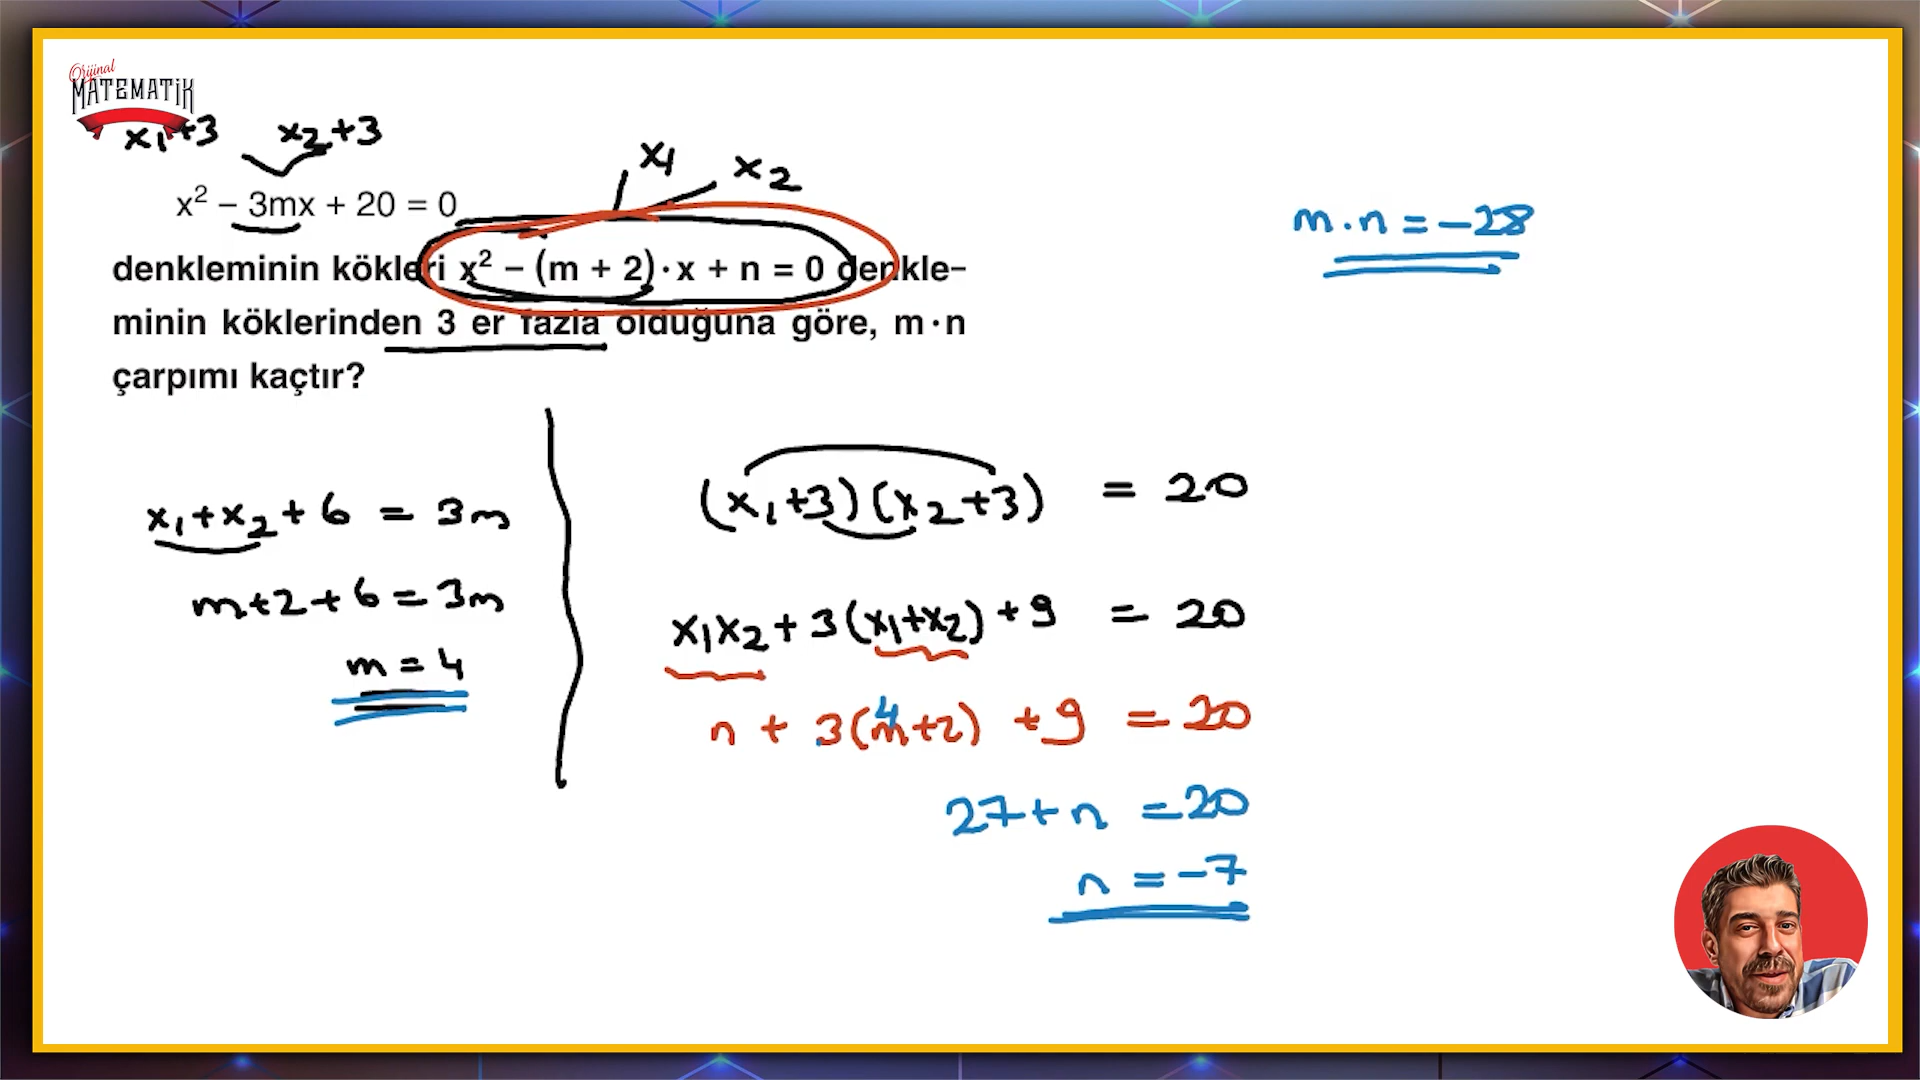 Orijinal
MATEMATİK
x₁+3 x₂+3
x₁ x₂
x² − 3mx + 20 = 0
denkleminin kökleri x² − (m + 2)·x + n = 0 denkle-
minin köklerinden 3 er fazla olduğuna göre, m·n
çarpımı kaçtır?
m·n = −28
x₁+x₂+6 = 3m
m+2+6=3m
m = 4
(x₁+3)(x₂+3) = 20
x₁x₂+3(x₁+x₂)+9 = 20
4
n + 3(m+2) +9 = 20
27+n =20
n = −7